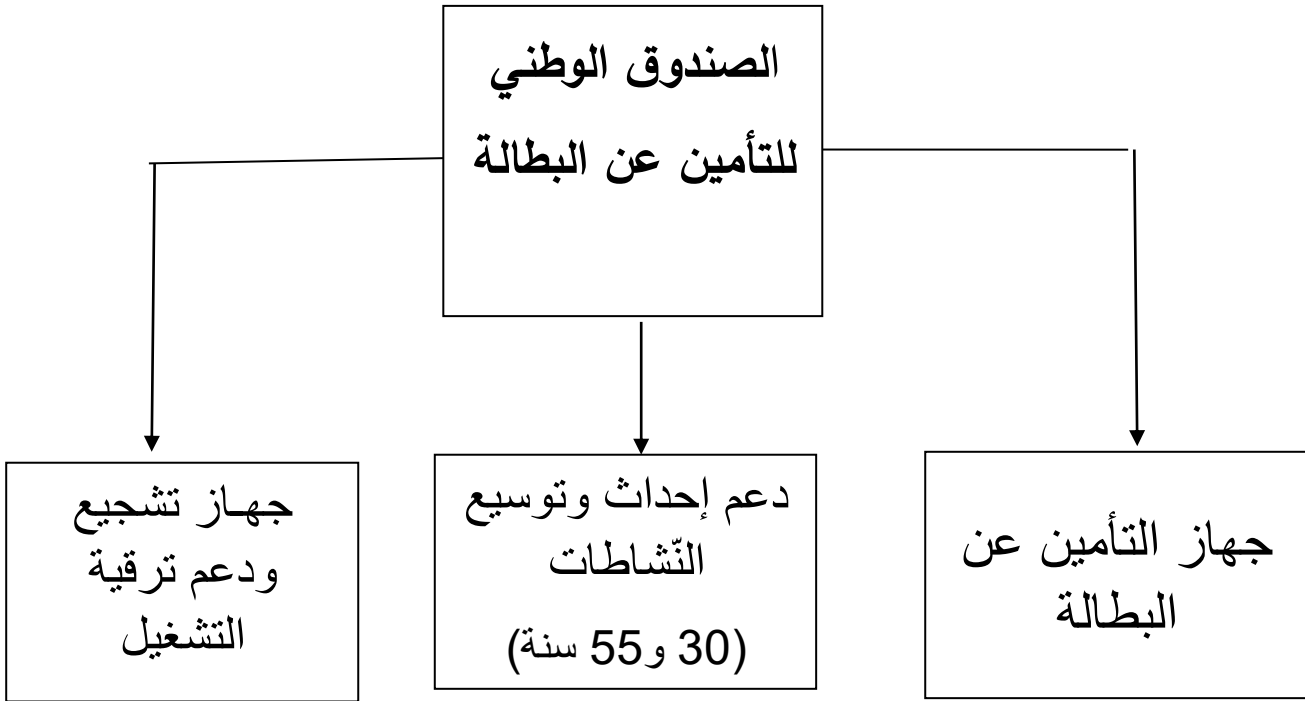 الصندوق الوطني
للتأمين عن البطالة
جهاز التأمين عن
البطالة
دعم إحداث وتوسيع
النّشاطات
(30 و55 سنة)
جهـاز تشجيع
ودعم ترقية
التشغيل